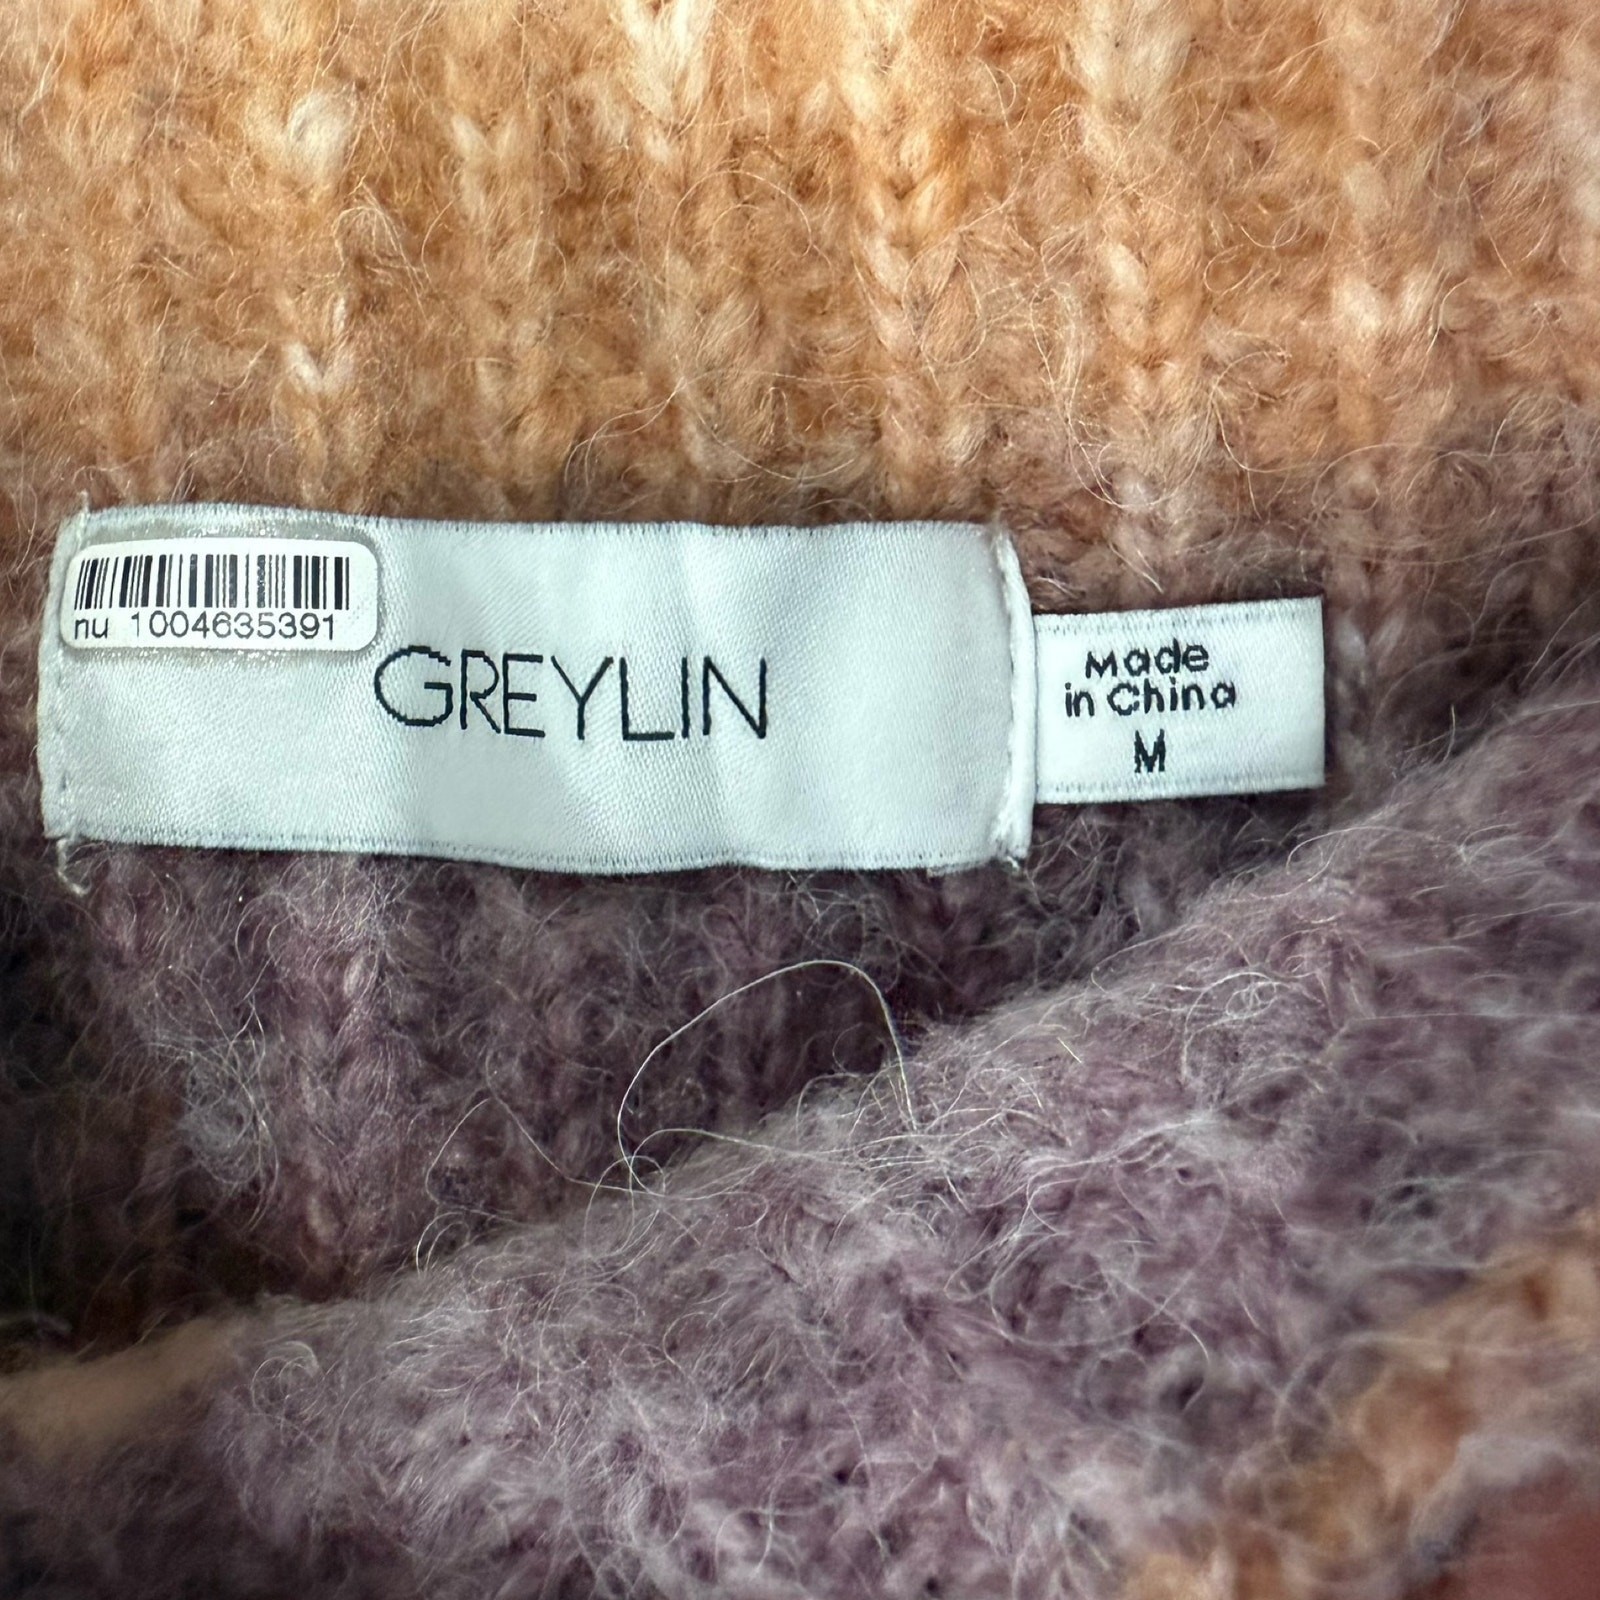 nu 1004635391
GREYLIN
Made
in China
M